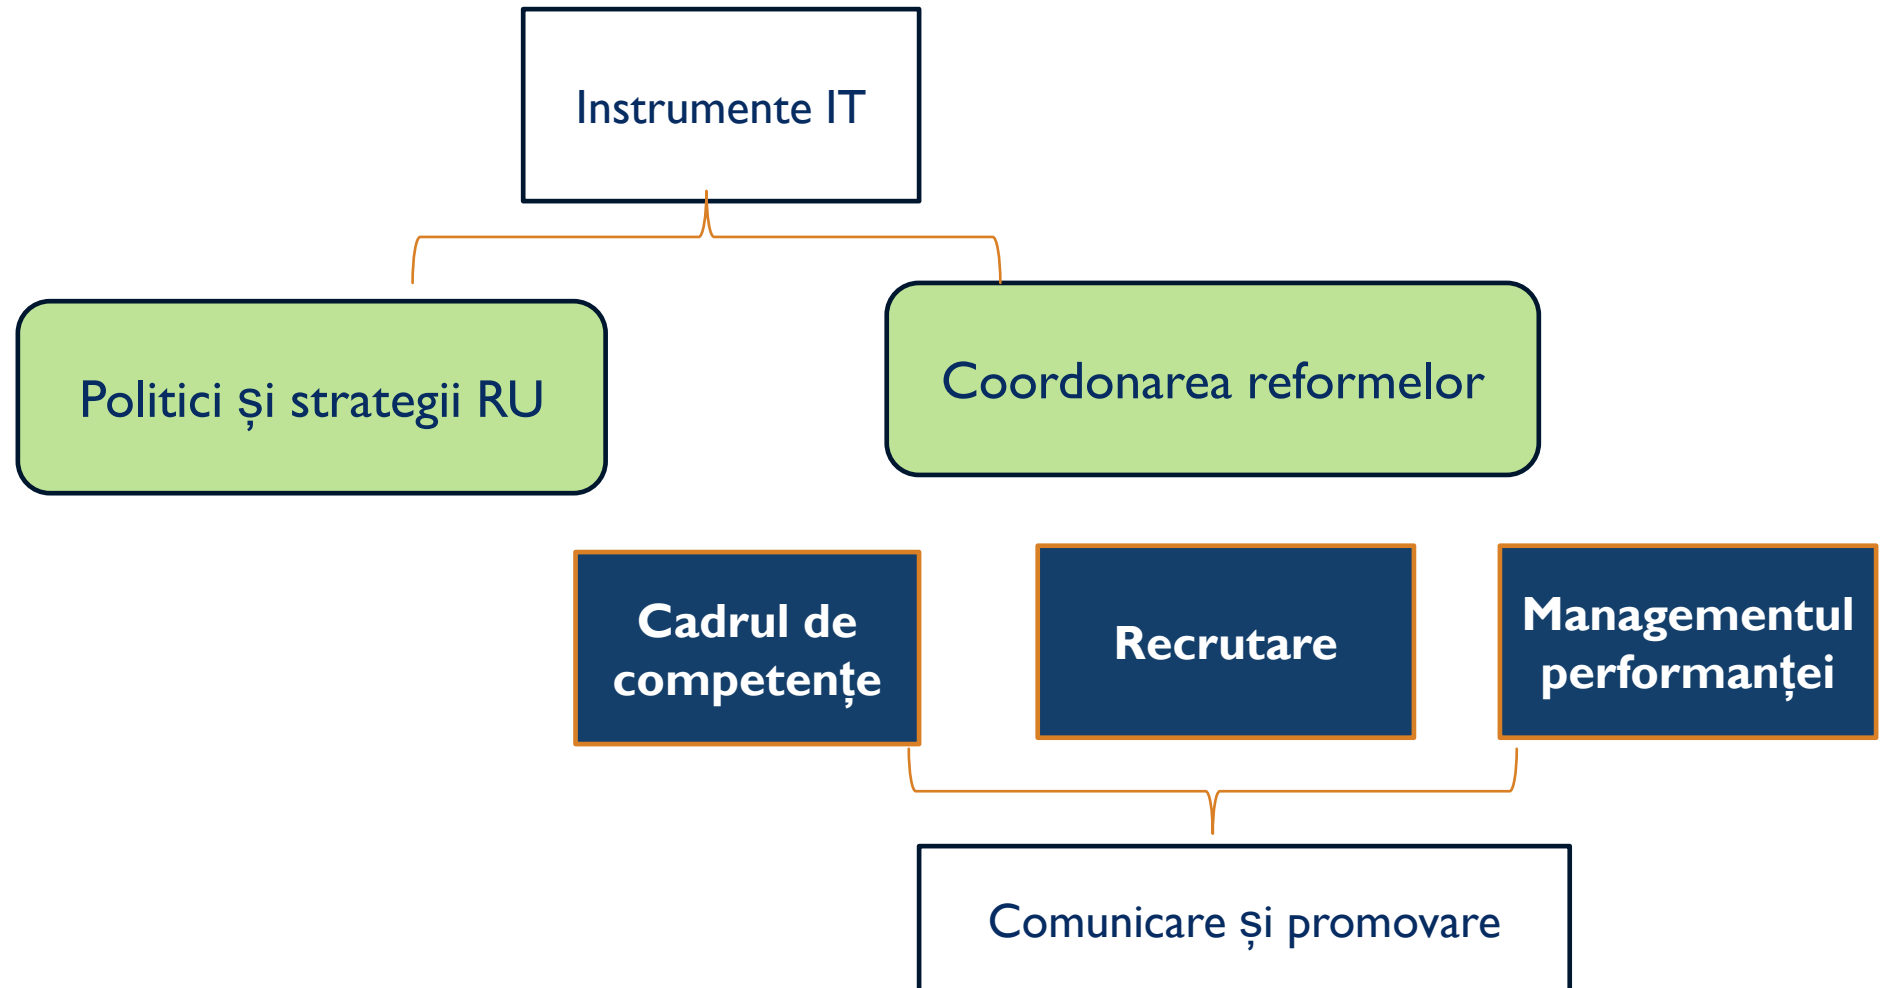 Instrumente IT
Politici și strategii RU
Coordonarea reformelor
Cadrul de
competențe
Recrutare
Managementul
performanței
Comunicare și promovare